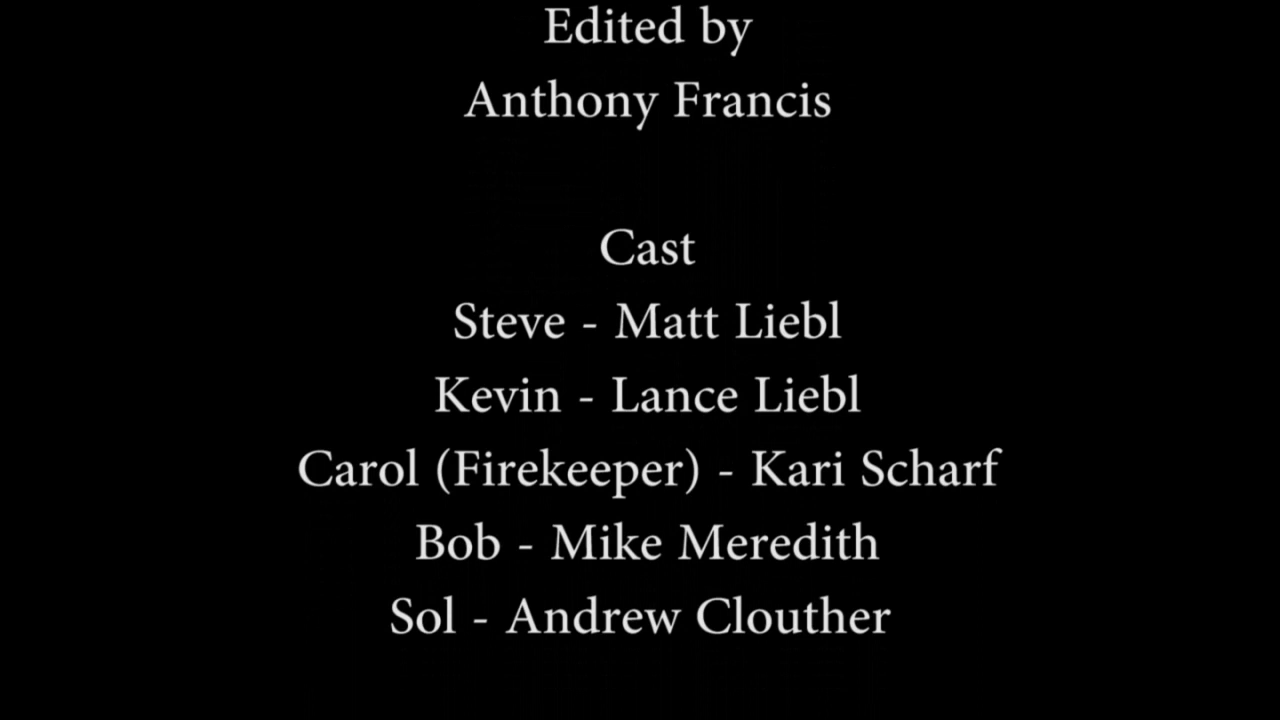 Edited by
Anthony Francis
Cast
Steve - Matt Liebl
Kevin - Lance Liebl
Carol (Firekeeper) - Kari Scharf
Bob - Mike Meredith
Sol - Andrew Clouther